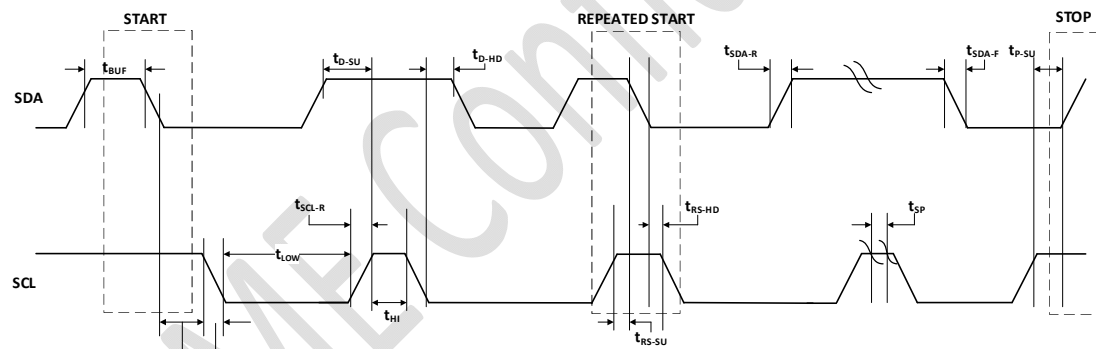 START
REPEATED START
STOP
tBUF
tD-SU
tD-HD
tSDA-R
tSDA-F
tP-SU
SDA
tSCL-R
tRS-HD
tSP
tLOW
SCL
tHI
tRS-SU